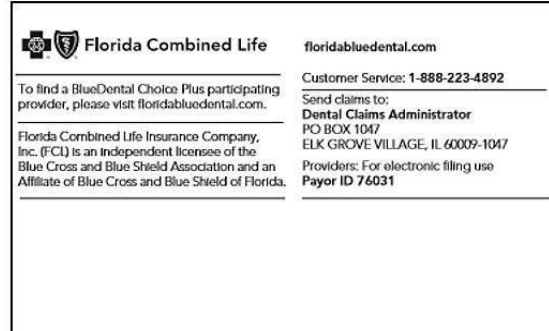 Florida Combined Life
To find a BlueDental Choice Plus participating
provider, please visit floridabluedental.com.
Florida Combined Life Insurance Company,
Inc. (FCL) is an independent licensee of the
Blue Cross and Blue Shield Association and an
Affiliate of Blue Cross and Blue Shield of Florida.
floridabluedental.com
Customer Service: 1-888-223-4892
Send claims to:
Dental Claims Administrator
PO BOX 1047
ELK GROVE VILLAGE, IL 60009-1047
Providers: For electronic filing use
Payor ID 76031